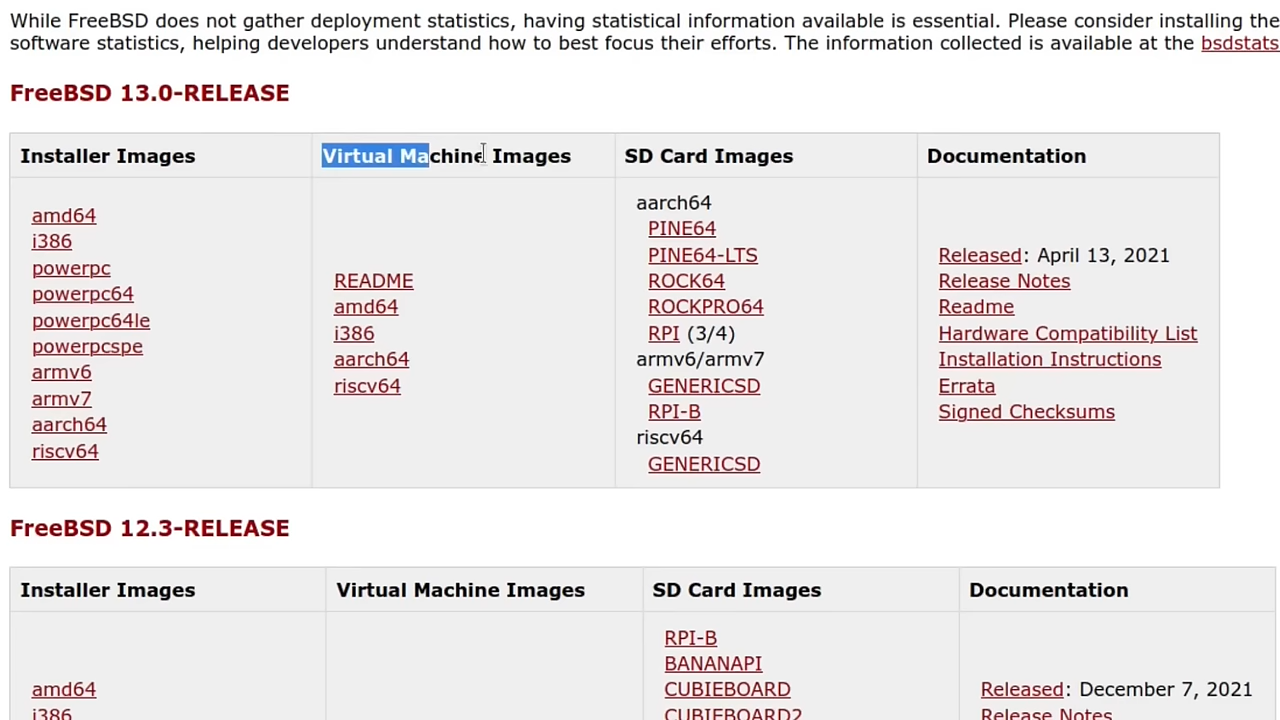 While FreeBSD does not gather deployment statistics, having statistical information available is essential. Please consider installing the
software statistics, helping developers understand how to best focus their efforts. The information collected is available at the bsdstats
FreeBSD 13.0-RELEASE
Installer Images
Virtual Machine Images
SD Card Images
Documentation
amd64
i386
powerpc
powerpc64
powerpc64le
powerpcspe
armv6
armv7
aarch64
riscv64
README
amd64
i386
aarch64
riscv64
aarch64
PINE64
PINE64-LTS
ROCK64
ROCKPRO64
RPI (3/4)
armv6/armv7
GENERICSD
RPI-B
riscv64
GENERICSD
Released: April 13, 2021
Release Notes
Readme
Hardware Compatibility List
Installation Instructions
Errata
Signed Checksums
FreeBSD 12.3-RELEASE
Installer Images
Virtual Machine Images
SD Card Images
Documentation
amd64
i386
RPI-B
BANANAPI
CUBIEBOARD
CUBIEBOARD2
Released: December 7, 2021
Release Notes